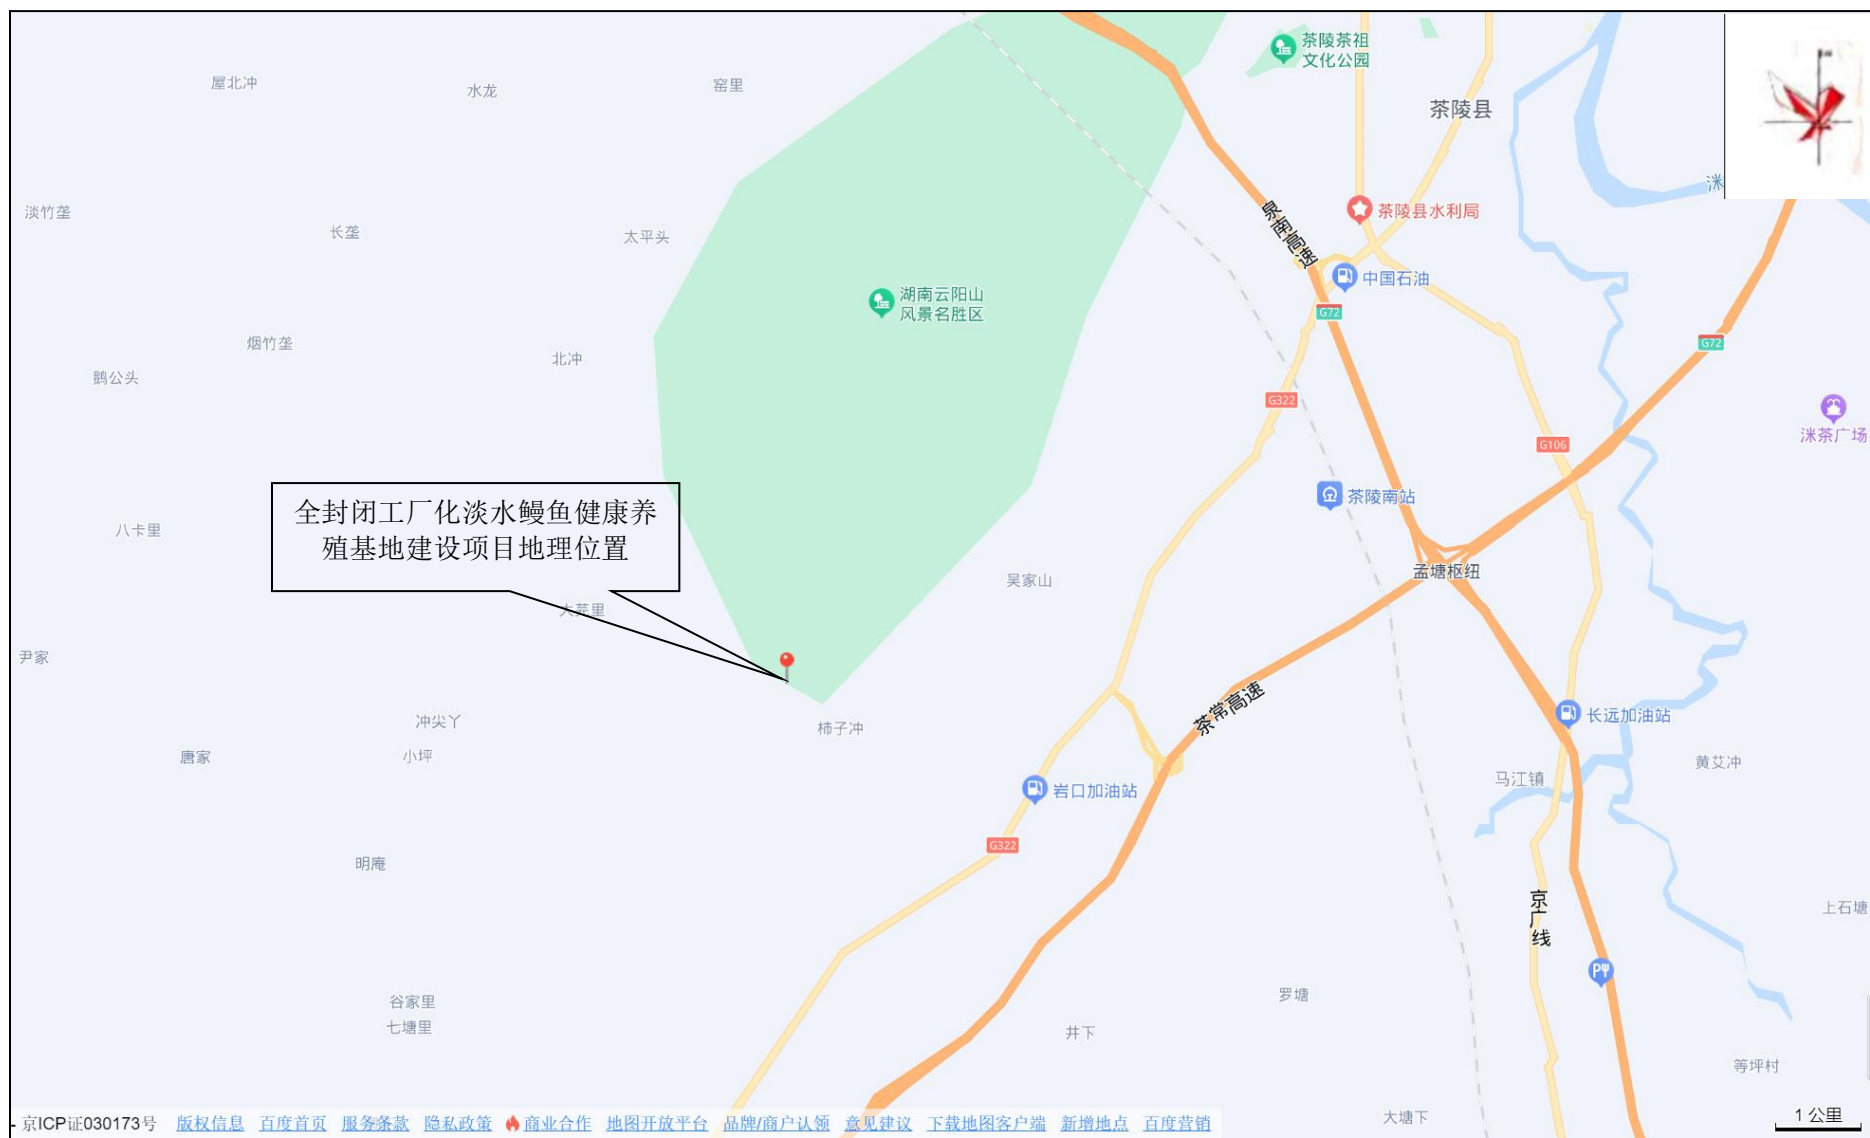 茶陵茶祖
文化公园
屋北冲
水龙
窑里
茶陵县
洣
淡竹垄
长垄
太平头
泉南高速
茶陵县水利局
中国石油
湖南云阳山
风景名胜区
G72
烟竹垄
北冲
G72
鹅公头
G322
洣茶广场
G106
茶陵南站
全封闭工厂化淡水鳗鱼健康养
殖基地建设项目地理位置
八卡里
孟塘枢纽
吴家山
大芫里
尹家
茶常高速
冲尖丫
柿子冲
长远加油站
唐家
小坪
黄艾冲
马江镇
岩口加油站
G322
明庵
京广线
上石塘
谷家里
七塘里
罗塘
井下
等坪村
大塘下
1 公里
京ICP证030173号 版权信息 百度首页 服务条款 隐私政策 商业合作 地图开放平台 品牌/商户认领 意见建议 下载地图客户端 新增地点 百度营销